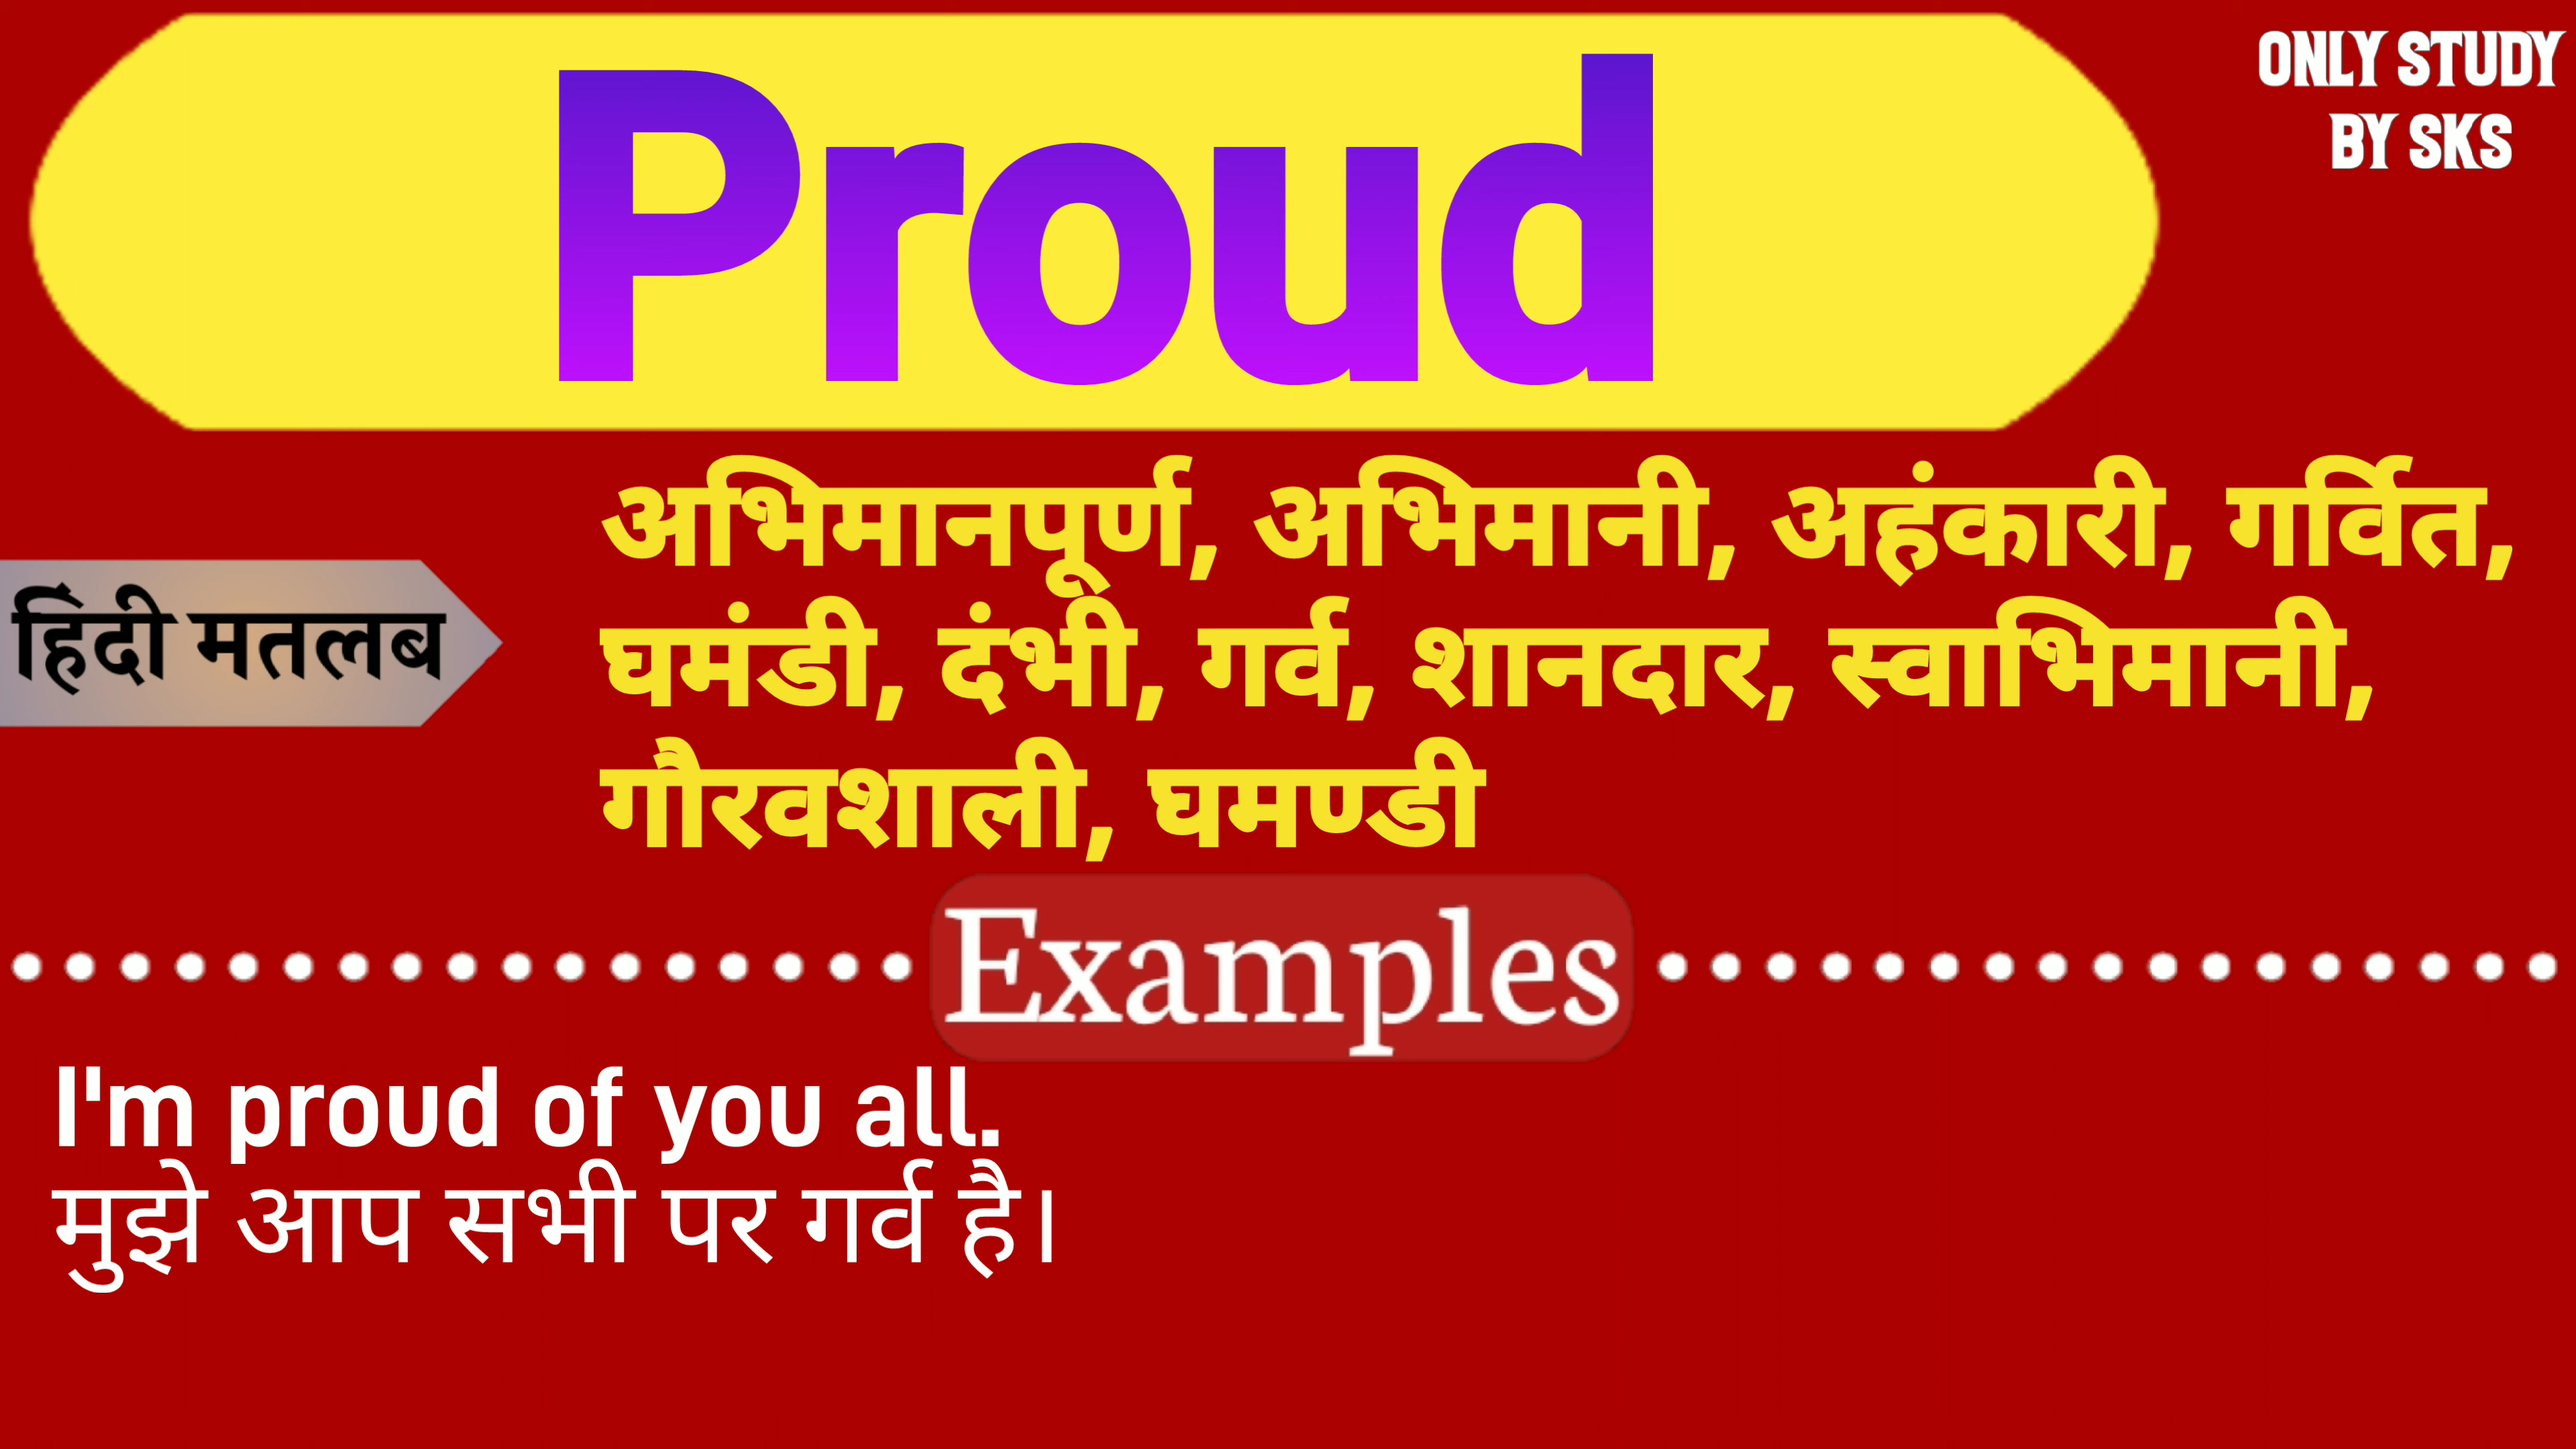 Proud
ONLY STUDY
BY SKS
हिंदी मतलब
अभिमानपूर्ण, अभिमानी, अहंकारी, गर्वित,
घमंडी, दंभी, गर्व, शानदार, स्वाभिमानी,
गौरवशाली, घमण्डी
Examples
I'm proud of you all.
मुझे आप सभी पर गर्व है।